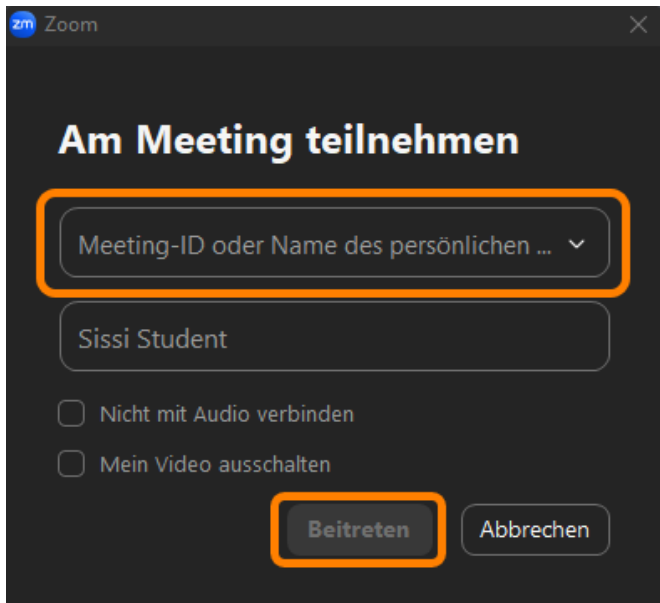 zm Zoom
Am Meeting teilnehmen
Meeting-ID oder Name des persönlichen ...
Sissi Student
Nicht mit Audio verbinden
Mein Video ausschalten
Beitreten Abbrechen